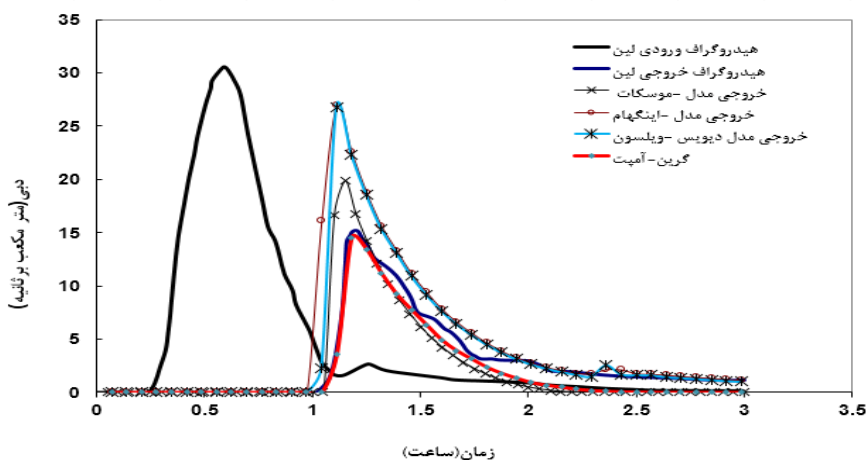 35
30
25
20
15
10
5
0
0
0.5
1
1.5
2
2.5
3
3.5
دبی(متر مکعب برثانیه)
زمان(ساعت)
هیدروگراف ورودی لین
هیدروگراف خروجی لین
خروجی مدل -موسکات
خروجی مدل -اینگهام
خروجی مدل دیویس -ویلسون
گرین-آمپت